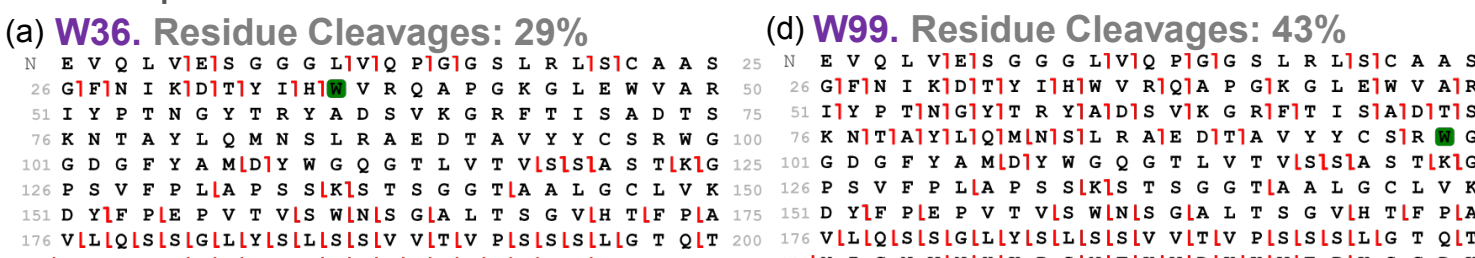 (a) W36. Residue Cleavages: 29%
N E V Q L V E S G G G L V Q P G G S L R L S C A A S 25
26 G F N I K D T Y I H W V R Q A P G K G L E W V A R 50
51 I Y P T N G Y T R Y A D S V K G R F T I S A D T S 75
76 K N T A Y L Q M N S L R A E D T A V Y Y C S R W G 100
101 G D G F Y A M D Y W G Q G T L V T V S S A S T K G 125
126 P S V F P L A P S S K S T S G G T A A L G C L V K 150
151 D Y F P E P V T V S W N S G A L T S G V H T F P A 175
176 V L Q S S G L Y S L S S V V T V P S S S L G T Q T 200
(d) W99. Residue Cleavages: 43%
N E V Q L V E S G G G L V Q P G G S L R L S C A A S
26 G F N I K D T Y I H W V R Q A P G K G L E W V A R
51 I Y P T N G Y T R Y A D S V K G R F T I S A D T S
76 K N T A Y L Q M N S L R A E D T A V Y Y C S R W G
101 G D G F Y A M D Y W G Q G T L V T V S S A S T K G
126 P S V F P L A P S S K S T S G G T A A L G C L V K
151 D Y F P E P V T V S W N S G A L T S G V H T F P A
176 V L Q S S G L Y S L S S V V T V P S S S L G T Q T